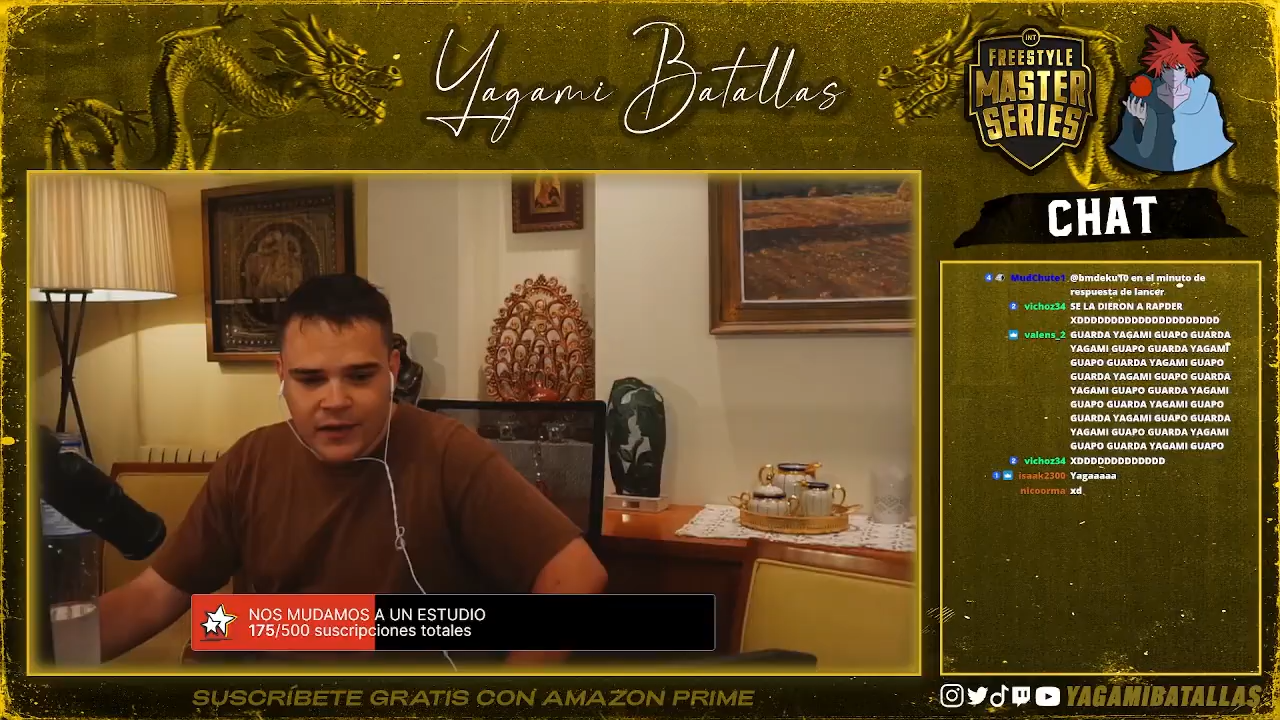 Yagami Batallas
INT
FREESTYLE
MASTER
SERIES
CHAT
MudChute1 @bmdekuT0 en el minuto de
respuesta de lancer
vichoz34 SE LA DIERON A RAPDER
XDDDDDDDDDDDDDDDDDDDDD
valens_2 GUARDA YAGAMI GUAPO GUARDA
YAGAMI GUAPO GUARDA YAGAMI
GUAPO GUARDA YAGAMI GUAPO
GUARDA YAGAMI GUAPO GUARDA
YAGAMI GUAPO GUARDA YAGAMI
GUAPO GUARDA YAGAMI GUAPO
GUARDA YAGAMI GUAPO GUARDA
YAGAMI GUAPO GUARDA YAGAMI
GUAPO GUARDA YAGAMI GUAPO
vichoz34 XDDDDDDDDDDDDD
isaak2300 Yagaaaaa
nicoorma xd
NOS MUDAMOS A UN ESTUDIO
175/500 suscripciones totales
SUSCRÍBETE GRATIS CON AMAZON PRIME
YAGAMIBATALLAS